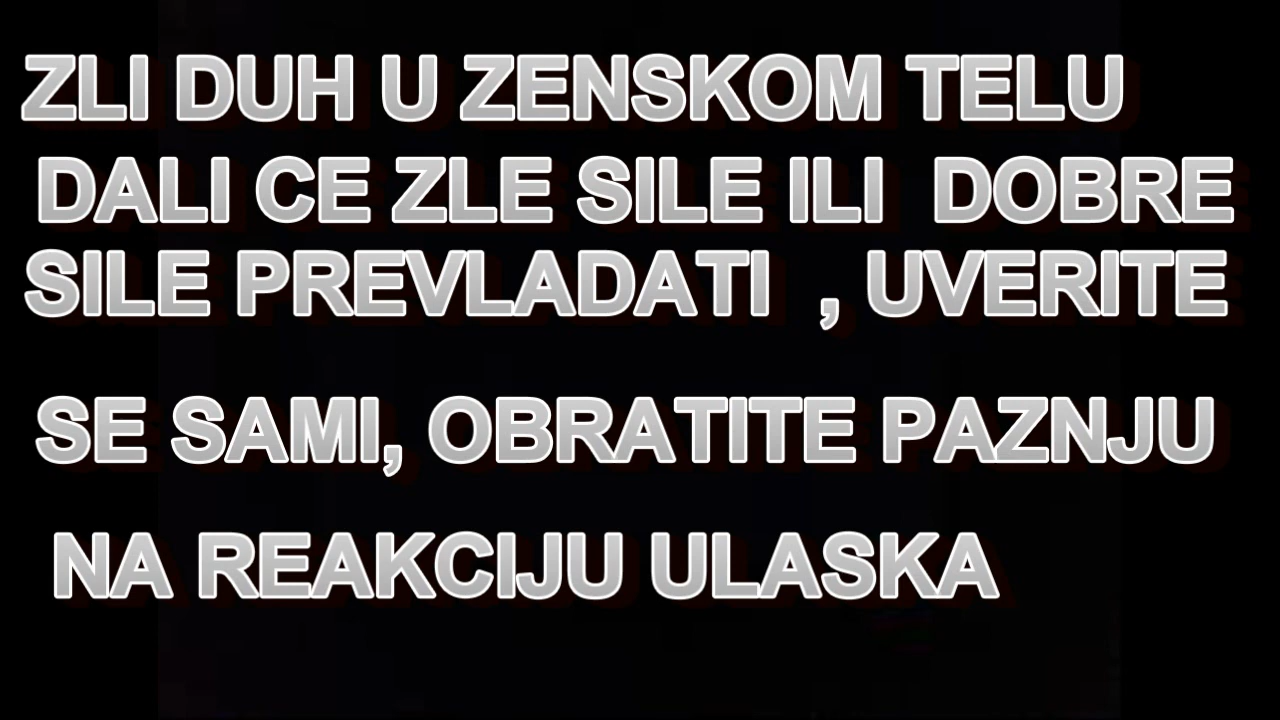 ZLI DUH U ZENSKOM TELU
DALI CE ZLE SILE ILI DOBRE
SILE PREVLADATI , UVERITE
SE SAMI, OBRATITE PAZNJU
NA REAKCIJU ULASKA